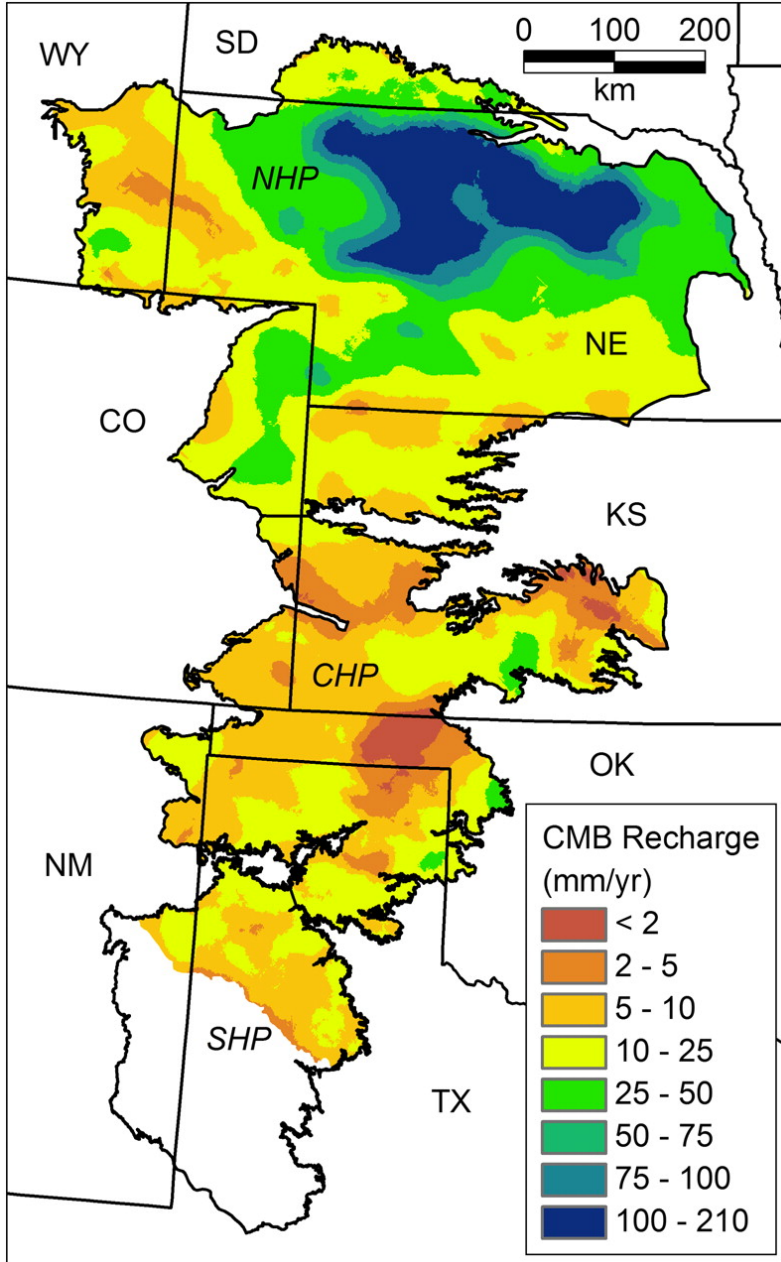 WY
SD
0 100 200
km
NHP
NE
CO
KS
CHP
OK
NM
SHP
TX
CMB Recharge
(mm/yr)
< 2
2 - 5
5 - 10
10 - 25
25 - 50
50 - 75
75 - 100
100 - 210